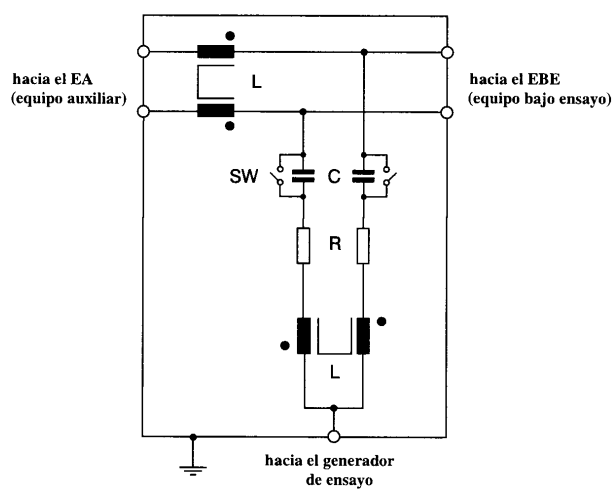 hacia el EA
(equipo auxiliar)
L
hacia el EBE
(equipo bajo ensayo)
SW
C
R
L
hacia el generador
de ensayo